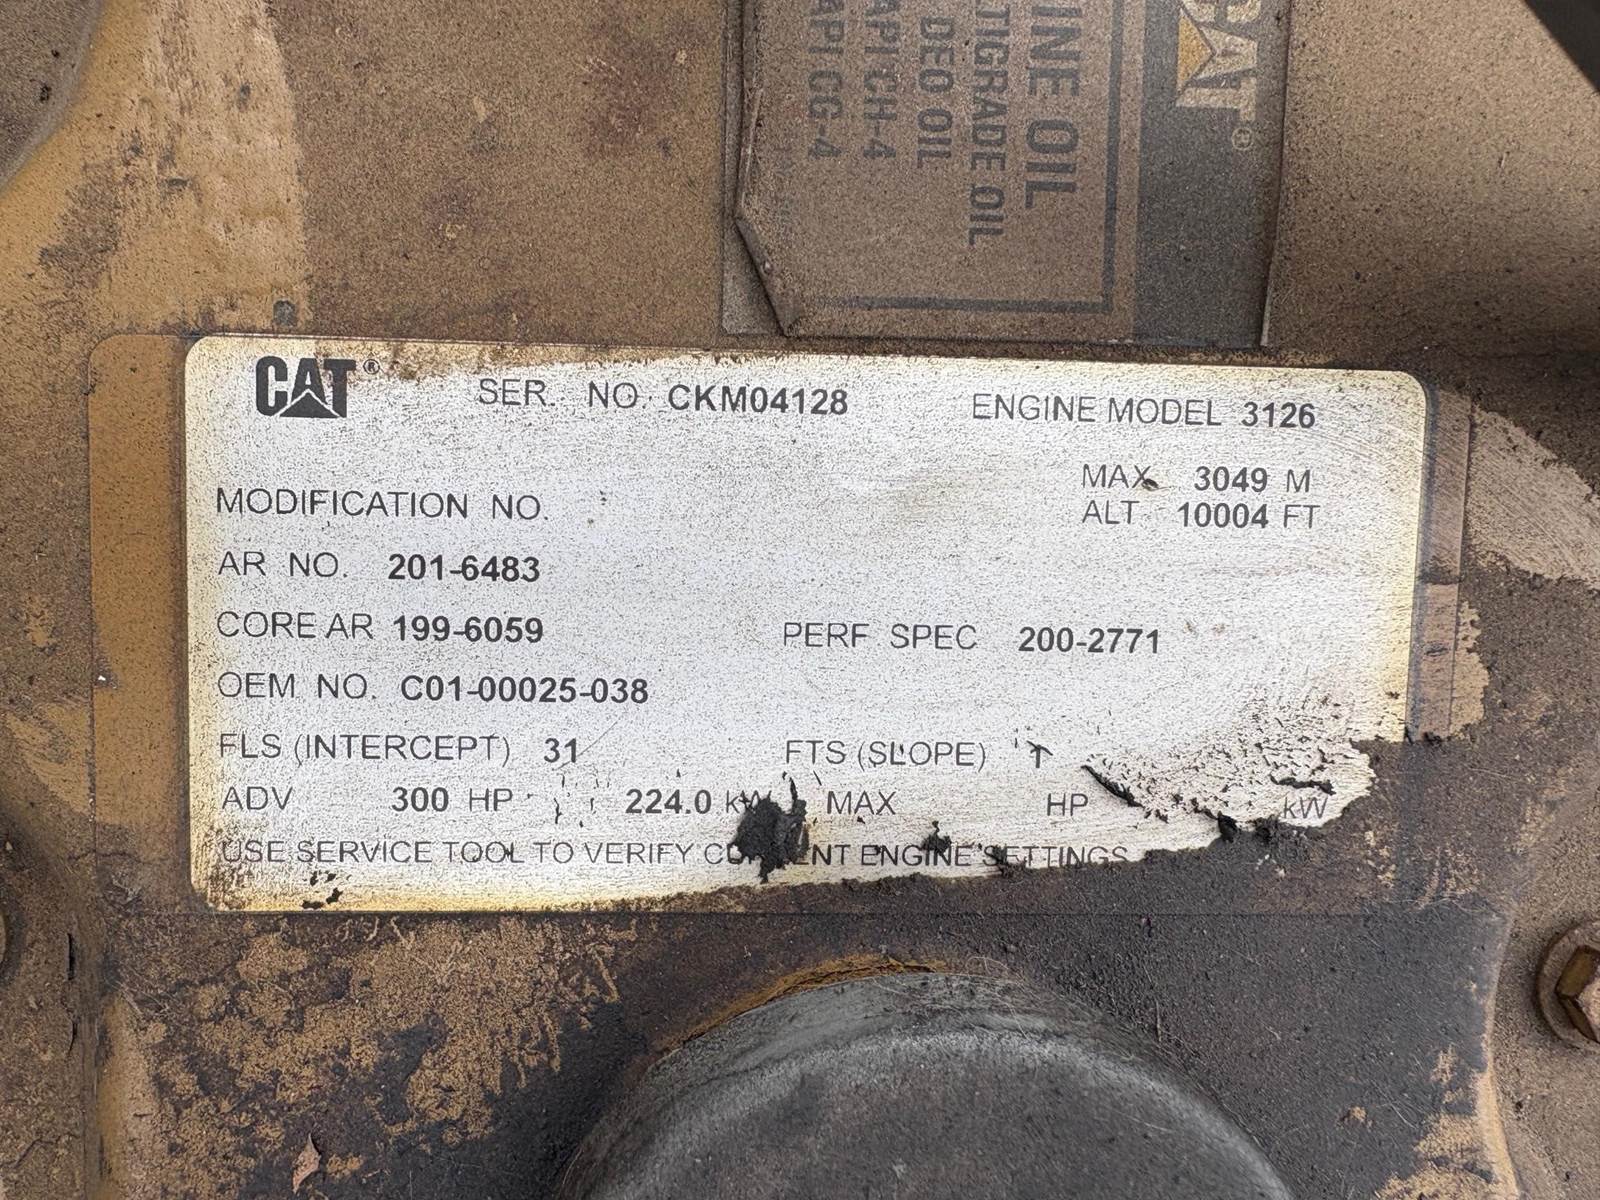 CAT®
INE OIL
LTIGRADE OIL
DEO OIL
API CH-4
API CG-4
CAT® SER. NO. CKM04128 ENGINE MODEL 3126
MAX 3049 M
MODIFICATION NO.
ALT 10004 FT
AR NO. 201-6483
CORE AR 199-6059 PERF SPEC 200-2771
OEM NO. C01-00025-038
FLS (INTERCEPT) 31 FTS (SLOPE)
ADV 300 HP 224.0 kW MAX HP kW
USE SERVICE TOOL TO VERIFY ENGINE SETTINGS